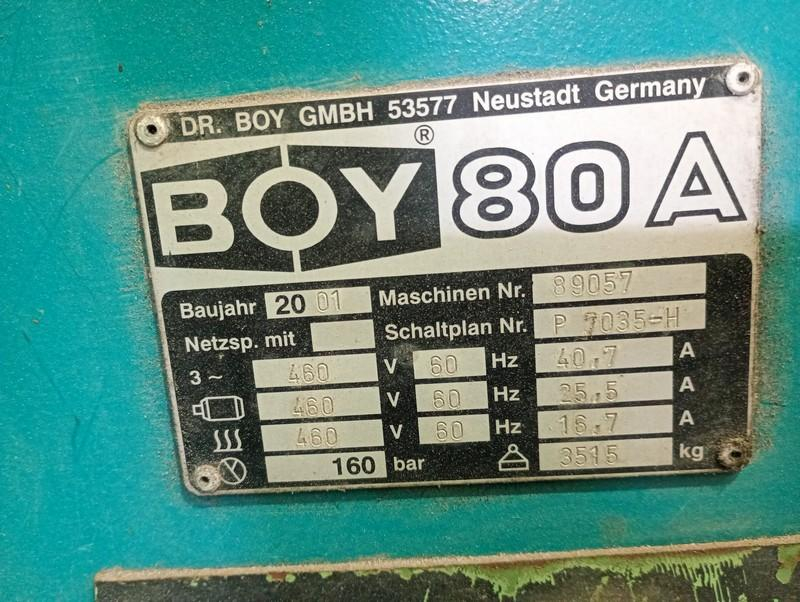 DR. BOY GMBH 53577 Neustadt Germany
BOY® 80 A
Baujahr 20 01 Maschinen Nr. 89057
Netzsp. mit Schaltplan Nr. P 7035-H
3 ~ 460 V 60 Hz 40,7 A
460 V 60 Hz 25,5 A
460 V 60 Hz 16,7 A
160 bar 3515 kg